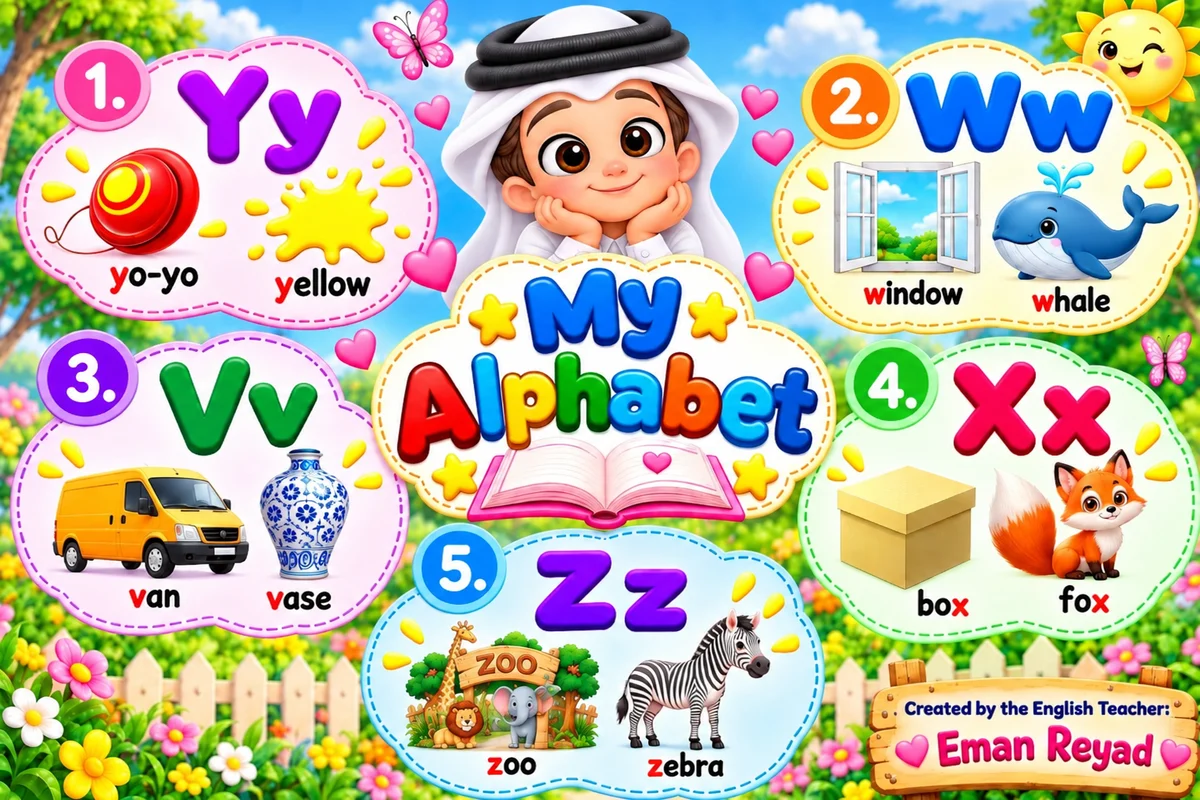 1.
Yy
yo-yo
yellow
2.
Ww
window
whale
My
Alphabet
3.
Vv
van
vase
4.
Xx
box
fox
5.
Zz
ZOO
zoo
zebra
Created by the English Teacher:
Eman Reyad